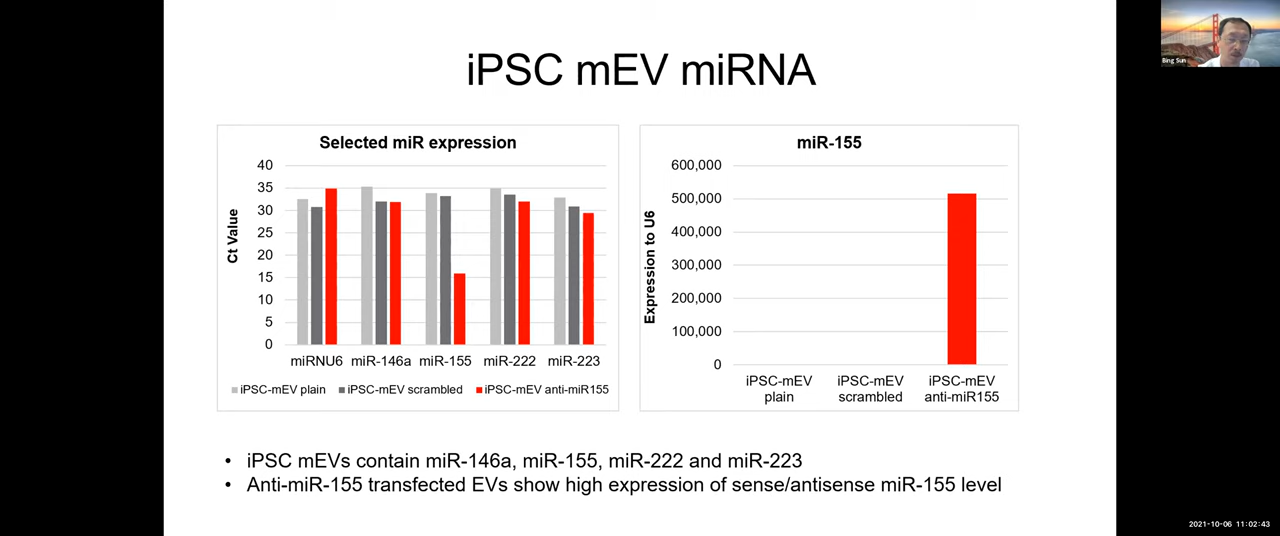 iPSC mEV miRNA
Bing Sun
Selected miR expression
Ct Value
40
35
30
25
20
15
10
5
0
miRNU6 miR-146a miR-155 miR-222 miR-223
iPSC-mEV plain iPSC-mEV scrambled iPSC-mEV anti-miR155
miR-155
Expression to U6
600,000
500,000
400,000
300,000
200,000
100,000
0
iPSC-mEV plain
iPSC-mEV scrambled
iPSC-mEV anti-miR155
• iPSC mEVs contain miR-146a, miR-155, miR-222 and miR-223
• Anti-miR-155 transfected EVs show high expression of sense/antisense miR-155 level
2021-10-06 11:02:43